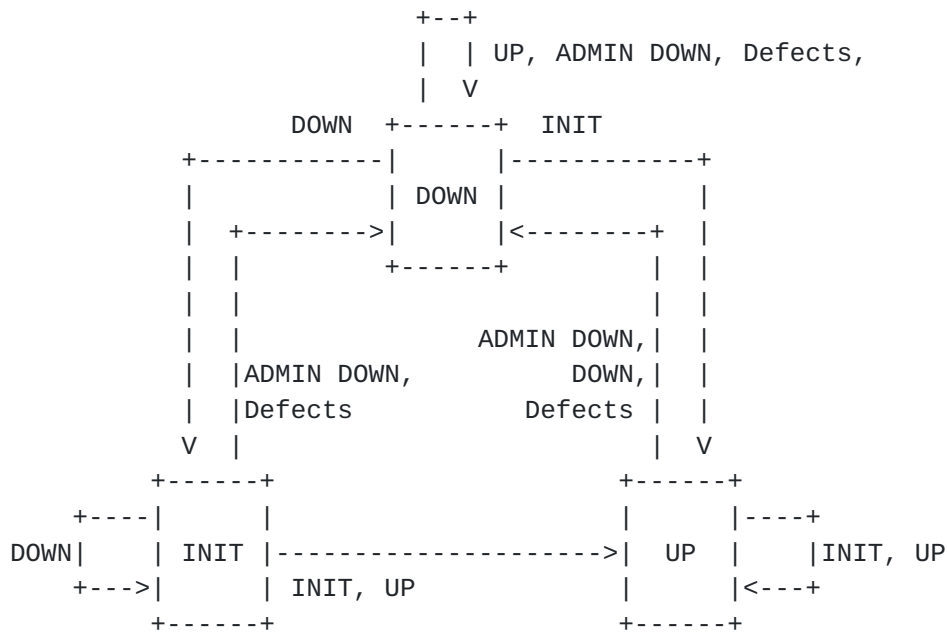 UP, ADMIN DOWN, Defects,
DOWN INIT
DOWN
ADMIN DOWN,
ADMIN DOWN, DOWN,
Defects Defects
DOWN INIT UP INIT, UP
INIT, UP